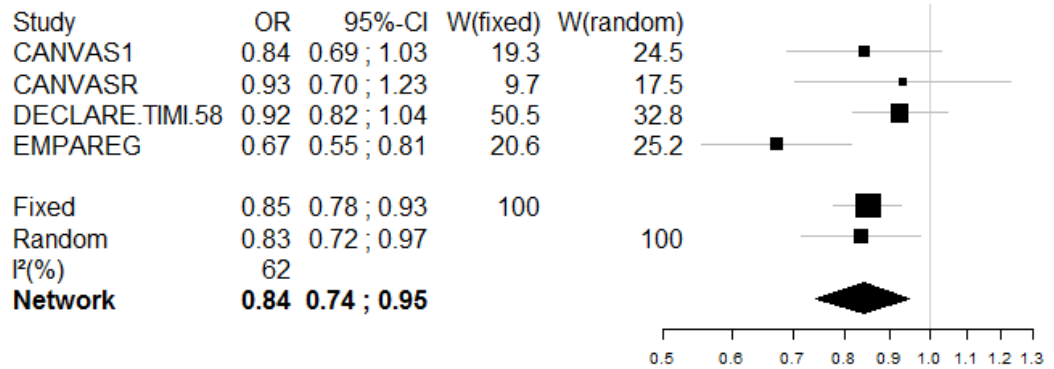 Study OR 95%-CI W(fixed) W(random)
CANVAS1 0.84 0.69 ; 1.03 19.3 24.5
CANVASR 0.93 0.70 ; 1.23 9.7 17.5
DECLARE.TIMI.58 0.92 0.82 ; 1.04 50.5 32.8
EMPAREG 0.67 0.55 ; 0.81 20.6 25.2
Fixed 0.85 0.78 ; 0.93 100
Random 0.83 0.72 ; 0.97 100
I²(%) 62
Network 0.84 0.74 ; 0.95
0.5 0.6 0.7 0.8 0.9 1.0 1.1 1.2 1.3